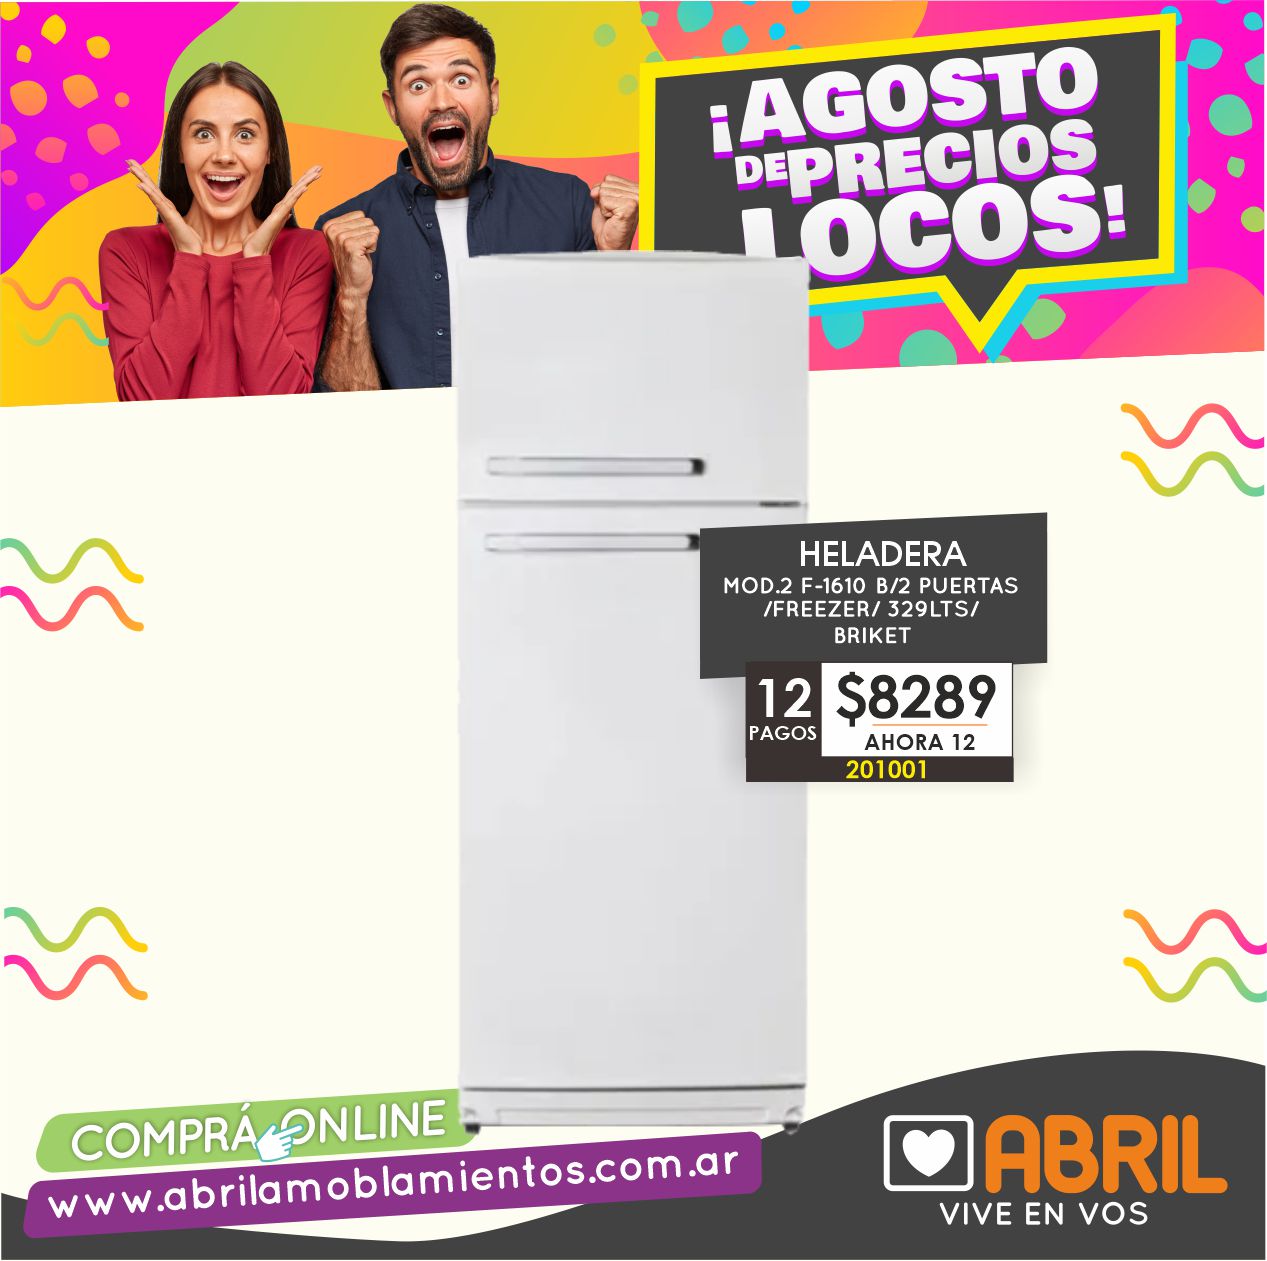 ¡AGOSTO
DE PRECIOS
LOCOS!
HELADERA
MOD.2 F-1610 B/2 PUERTAS
/FREEZER/ 329LTS/
BRIKET
12
PAGOS
$8289
AHORA 12
201001
COMPRÁ ONLINE
www.abrilamoblamientos.com.ar
ABRIL
VIVE EN VOS